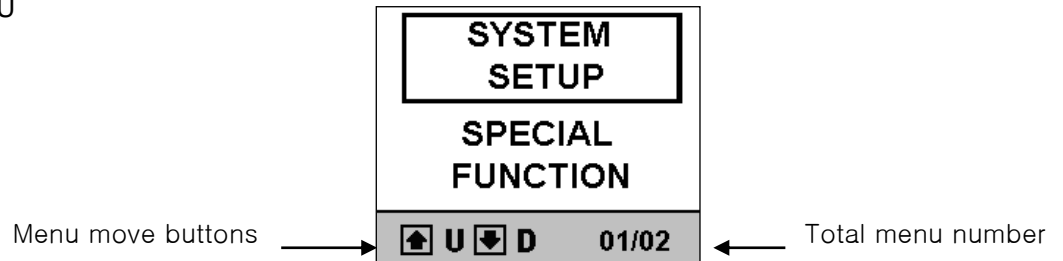 SYSTEM
SETUP
SPECIAL
FUNCTION
Menu move buttons
U D 01/02
Total menu number